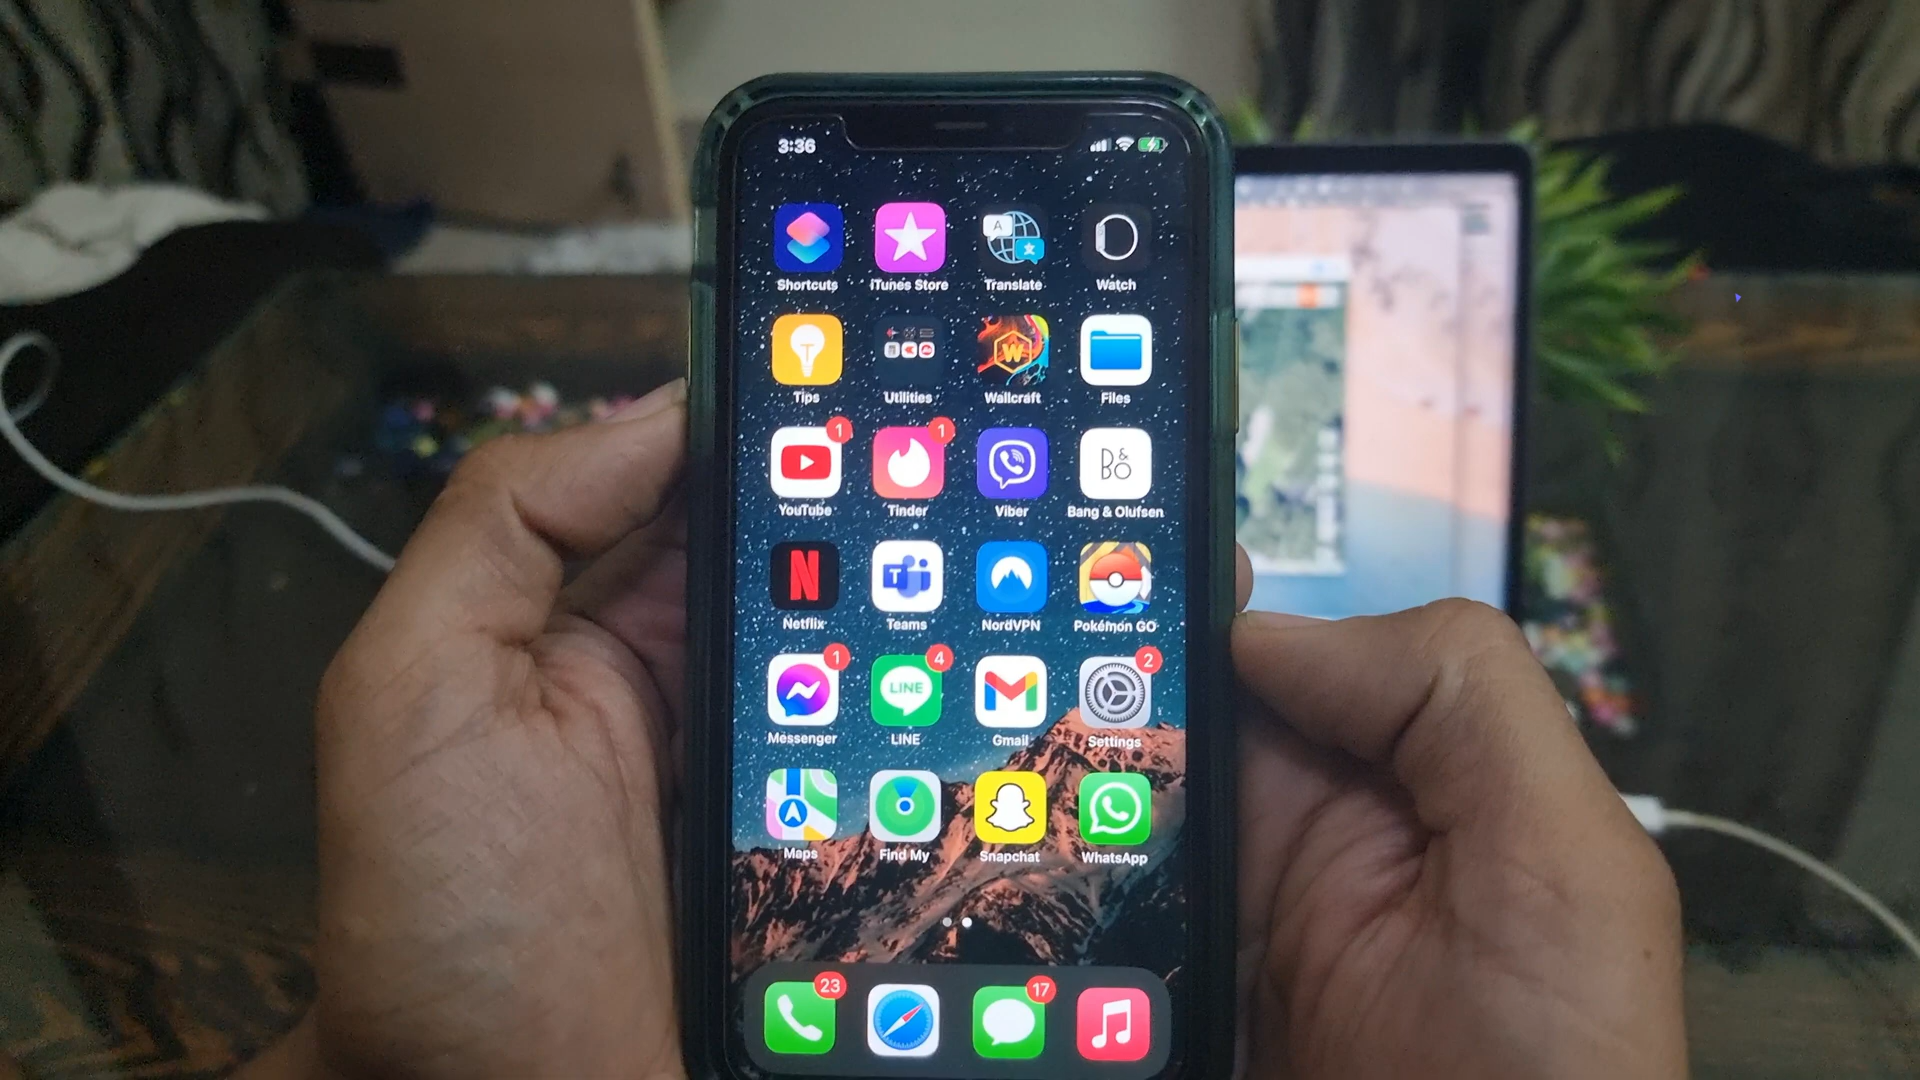 3:36
Shortcuts iTunes Store Translate Watch
Tips Utilities Wallcraft Files
1 1
B&O
YouTube Tinder Viber Bang & Olufsen
Netflix Teams NordVPN Pokémon GO
1 4 2
LINE
Messenger LINE Gmail Settings
Maps Find My Snapchat WhatsApp
23 17